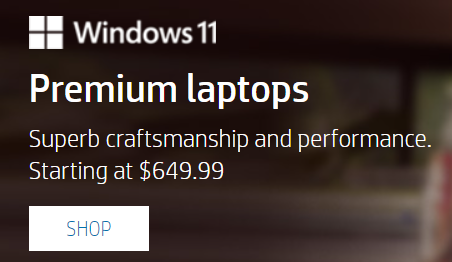 Windows 11
Premium laptops
Superb craftsmanship and performance.
Starting at $649.99
SHOP